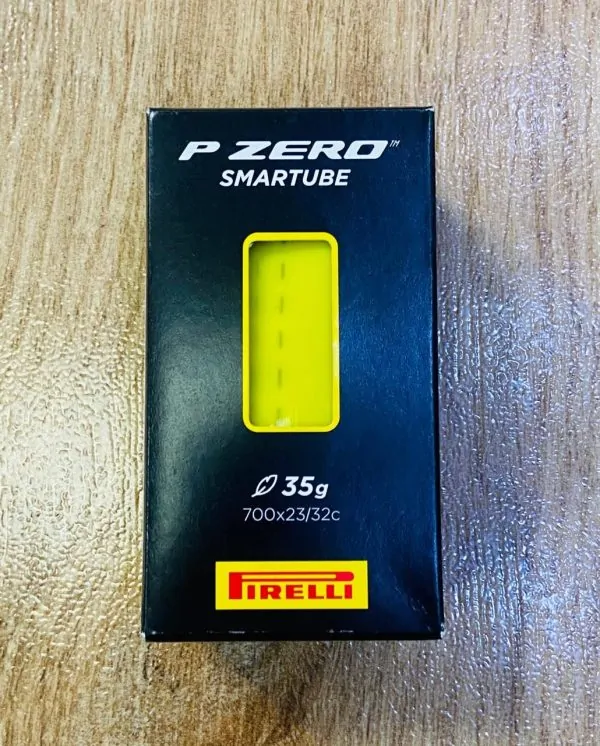 P ZERO™
SMARTUBE
35g
700x23/32c
PIRELLI